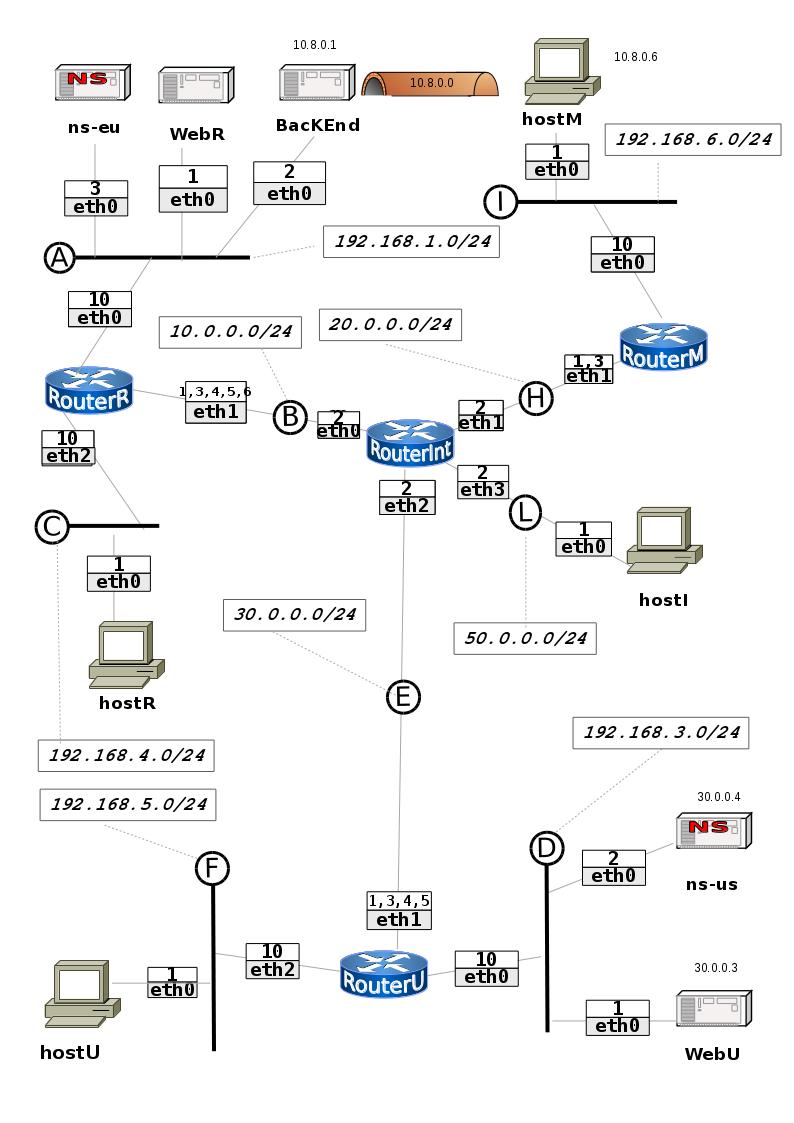 10.8.0.1
10.8.0.6
NS
10.8.0.0
ns-eu
WebR
BacKEnd
hostM
192.168.6.0/24
3
eth0
1
eth0
2
eth0
1
eth0
I
A
192.168.1.0/24
10
eth0
10
eth0
10.0.0.0/24
20.0.0.0/24
RouterM
RouterR
1,3,4,5,6
eth1
B
2
eth0
RouterInt
2
eth1
H
1,3
eth1
10
eth2
2
eth2
2
eth3
L
1
eth0
hostI
C
1
eth0
hostR
30.0.0.0/24
50.0.0.0/24
E
192.168.4.0/24
192.168.3.0/24
192.168.5.0/24
30.0.0.4
NS
ns-us
F
D
2
eth0
1,3,4,5
eth1
10
eth2
RouterU
10
eth0
1
eth0
hostU
30.0.0.3
1
eth0
WebU